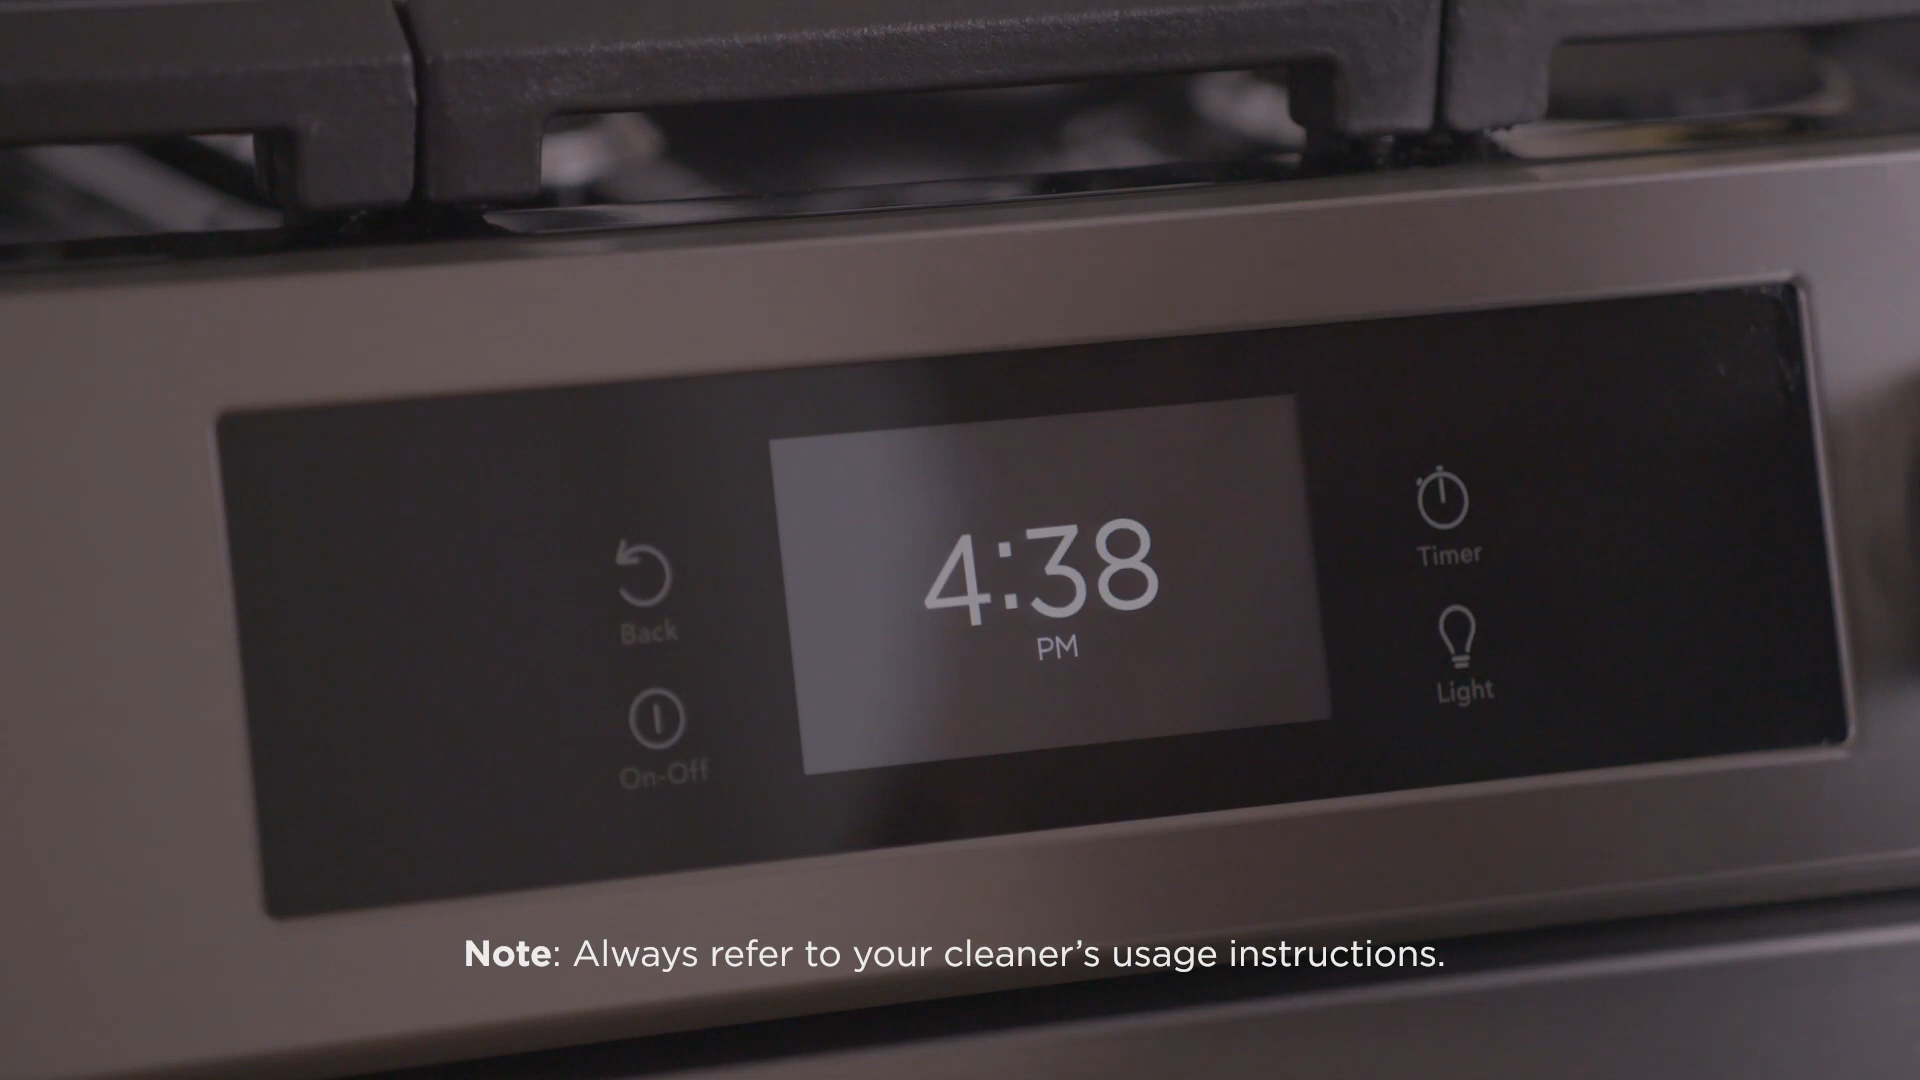 4:38
PM
Back
On-Off
Timer
Light
Note: Always refer to your cleaner’s usage instructions.